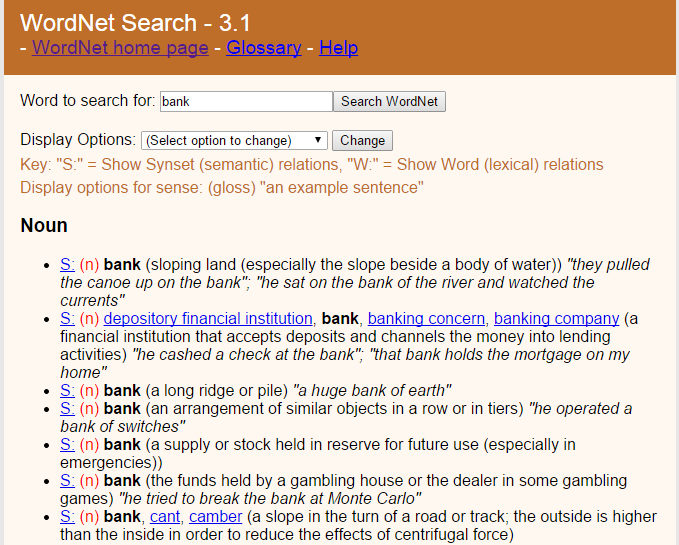 WordNet Search - 3.1
- WordNet home page - Glossary - Help
Word to search for: bank Search WordNet
Display Options: (Select option to change) Change
Key: "S:" = Show Synset (semantic) relations, "W:" = Show Word (lexical) relations
Display options for sense: (gloss) "an example sentence"
Noun
• S: (n) bank (sloping land (especially the slope beside a body of water)) "they pulled
the canoe up on the bank"; "he sat on the bank of the river and watched the
currents"
• S: (n) depository financial institution, bank, banking concern, banking company (a
financial institution that accepts deposits and channels the money into lending
activities) "he cashed a check at the bank"; "that bank holds the mortgage on my
home"
• S: (n) bank (a long ridge or pile) "a huge bank of earth"
• S: (n) bank (an arrangement of similar objects in a row or in tiers) "he operated a
bank of switches"
• S: (n) bank (a supply or stock held in reserve for future use (especially in
emergencies))
• S: (n) bank (the funds held by a gambling house or the dealer in some gambling
games) "he tried to break the bank at Monte Carlo"
• S: (n) bank, cant, camber (a slope in the turn of a road or track; the outside is higher
than the inside in order to reduce the effects of centrifugal force)